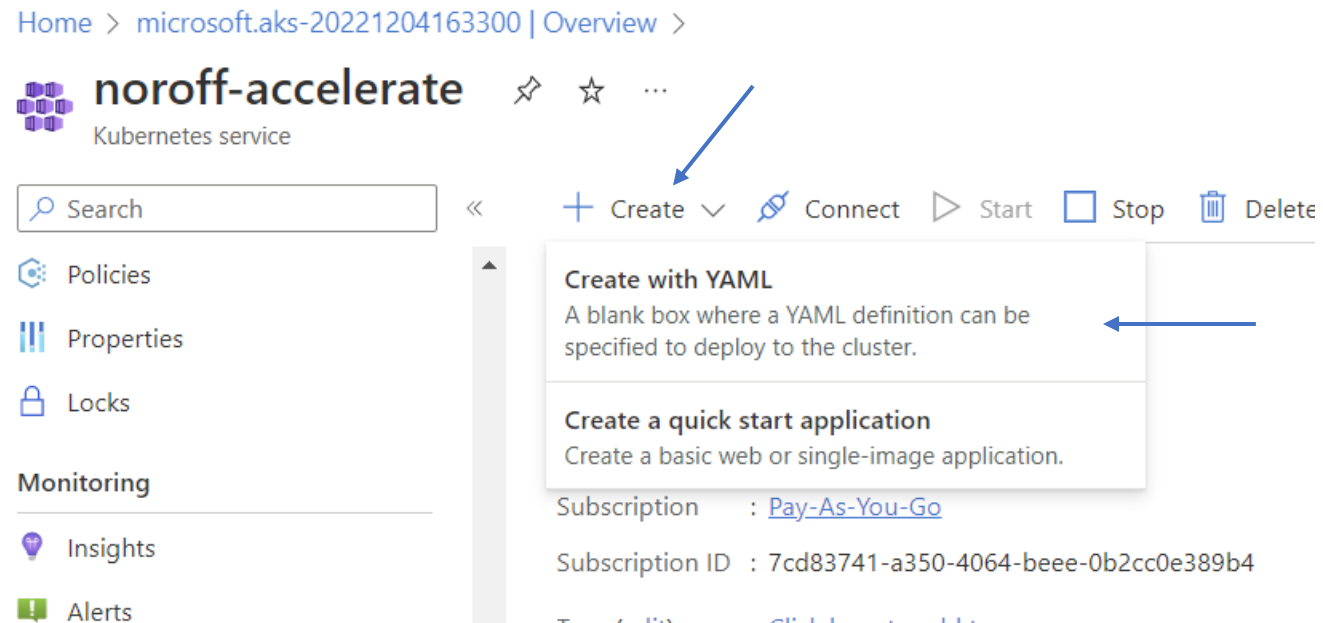 Home > microsoft.aks-20221204163300 | Overview >
noroff-accelerate
...
Kubernetes service
Search
«
Create
Connect
Start
Stop
Delete
Policies
Properties
Locks
Monitoring
Insights
Alerts
Create with YAML
A blank box where a YAML definition can be
specified to deploy to the cluster.
Create a quick start application
Create a basic web or single-image application.
Subscription : Pay-As-You-Go
Subscription ID : 7cd83741-a350-4064-beee-0b2cc0e389b4